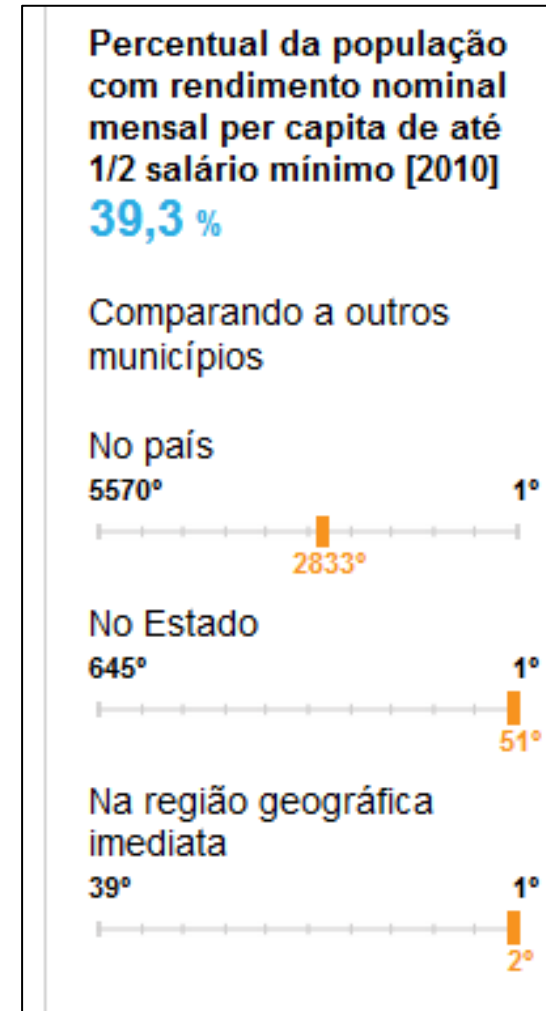 Percentual da população
com rendimento nominal
mensal per capita de até
1/2 salário mínimo [2010]
39,3 %
Comparando a outros
municípios
No país
5570º 1º
2833º
No Estado
645º 1º
51º
Na região geográfica
imediata
39º 1º
2º